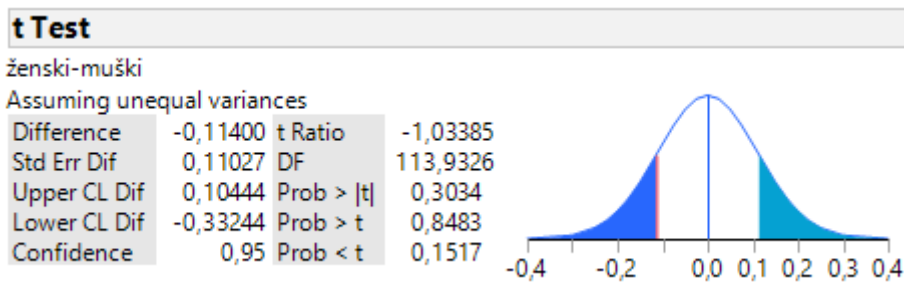 t Test
ženski-muški
Assuming unequal variances
Difference -0,11400 t Ratio -1,03385
Std Err Dif 0,11027 DF 113,9326
Upper CL Dif 0,10444 Prob > |t| 0,3034
Lower CL Dif -0,33244 Prob > t 0,8483
Confidence 0,95 Prob < t 0,1517
-0,4 -0,2 0,0 0,1 0,2 0,3 0,4